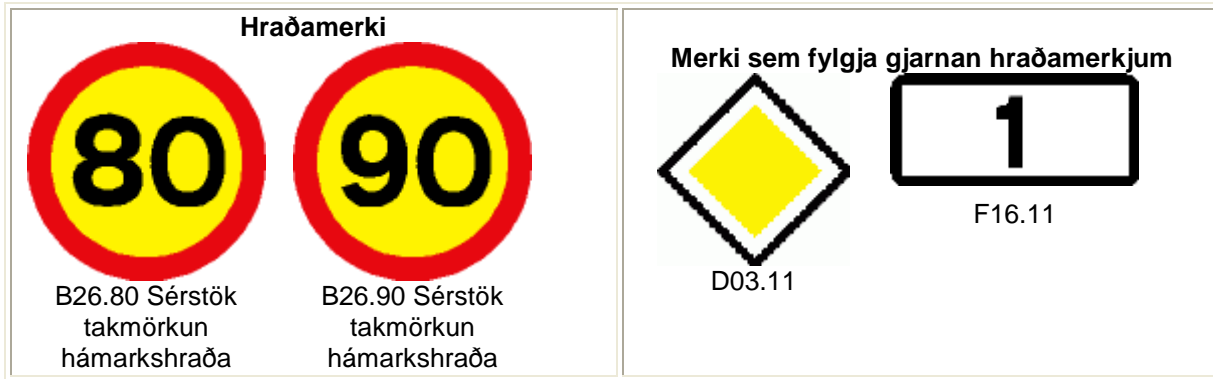 Hraðamerki
80
90
B26.80 Sérstök
takmörkun
hámarkshraða
B26.90 Sérstök
takmörkun
hámarkshraða
Merki sem fylgja gjarnan hraðamerkjum
1
D03.11
F16.11